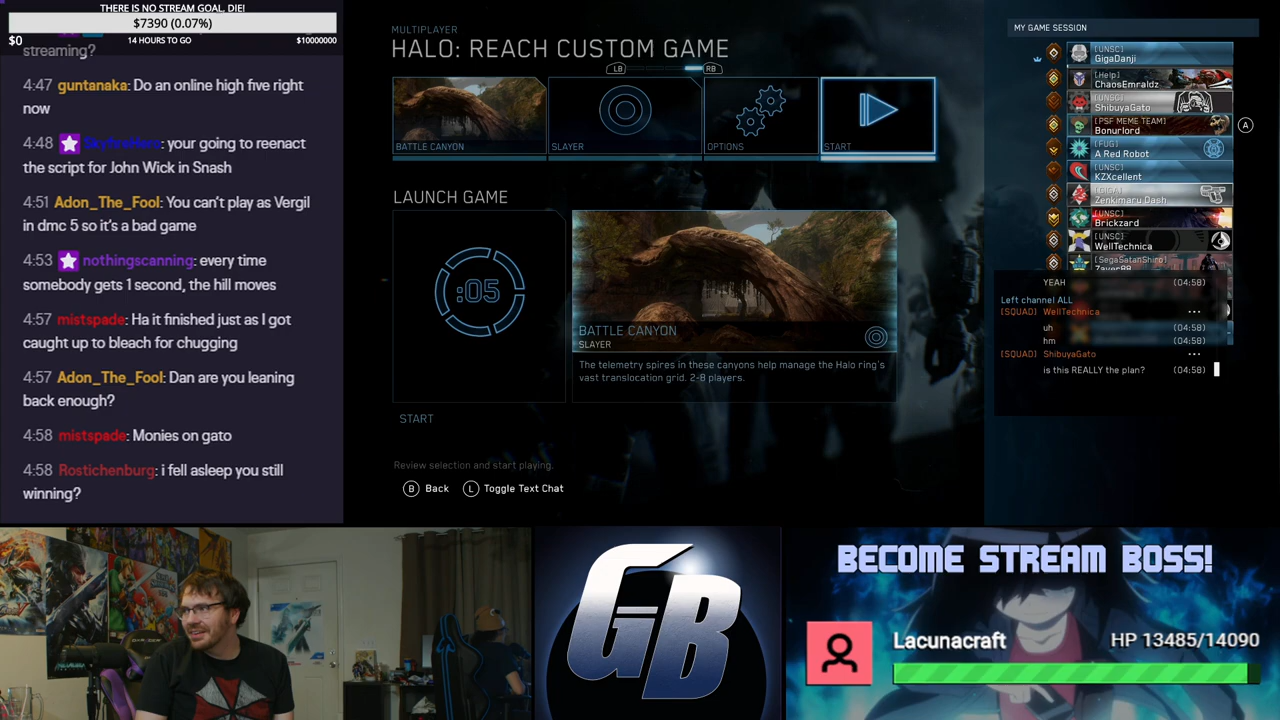 THERE IS NO STREAM GOAL, DIE!
$7390 (0.07%)
$0
14 HOURS TO GO
$10000000
streaming?
4:47 guntanaka: Do an online high five right
now
4:48 SkyfireMars: your going to reenact
the script for John Wick in Snash
4:51 Adon_The_Fool: You can't play as Vergil
in dmc 5 so it's a bad game
4:53 nothingscanning: every time
somebody gets 1 second, the hill moves
4:57 mistspade: Ha it finished just as I got
caught up to bleach for chugging
4:57 Adon_The_Fool: Dan are you leaning
back enough?
4:58 mistspade: Monies on gato
4:58 Rostichenburg: i fell asleep you still
winning?
MULTIPLAYER
HALO: REACH CUSTOM GAME
LB
RB
BATTLE CANYON
SLAYER
OPTIONS
START
LAUNCH GAME
:05
BATTLE CANYON
SLAYER
The telemetry spires in these canyons help manage the Halo ring's
vast translocation grid. 2-8 players.
START
Review selection and start playing.
B Back
L Toggle Text Chat
MY GAME SESSION
[UNSC]
GigaDanji
[Help]
ChaosEmraldz
[UNSC]
ShibuyaGato
[PSF MEME TEAM]
Bonurlord
A
[FUG]
A Red Robot
[UNSC]
KZXcellent
[GIGA]
Zenkimaru Dash
[UNSC]
Brickzard
[UNSC]
WellTechnica
[SegaSatanShiro]
Zaver88
YEAH (04:58)
Left channel ALL
[SQUAD] WellTechnica ...
uh (04:58)
hm (04:58)
[SQUAD] ShibuyaGato ...
is this REALLY the plan? (04:58)
GB
BECOME STREAM BOSS!
Lacunacraft
HP 13485/14090